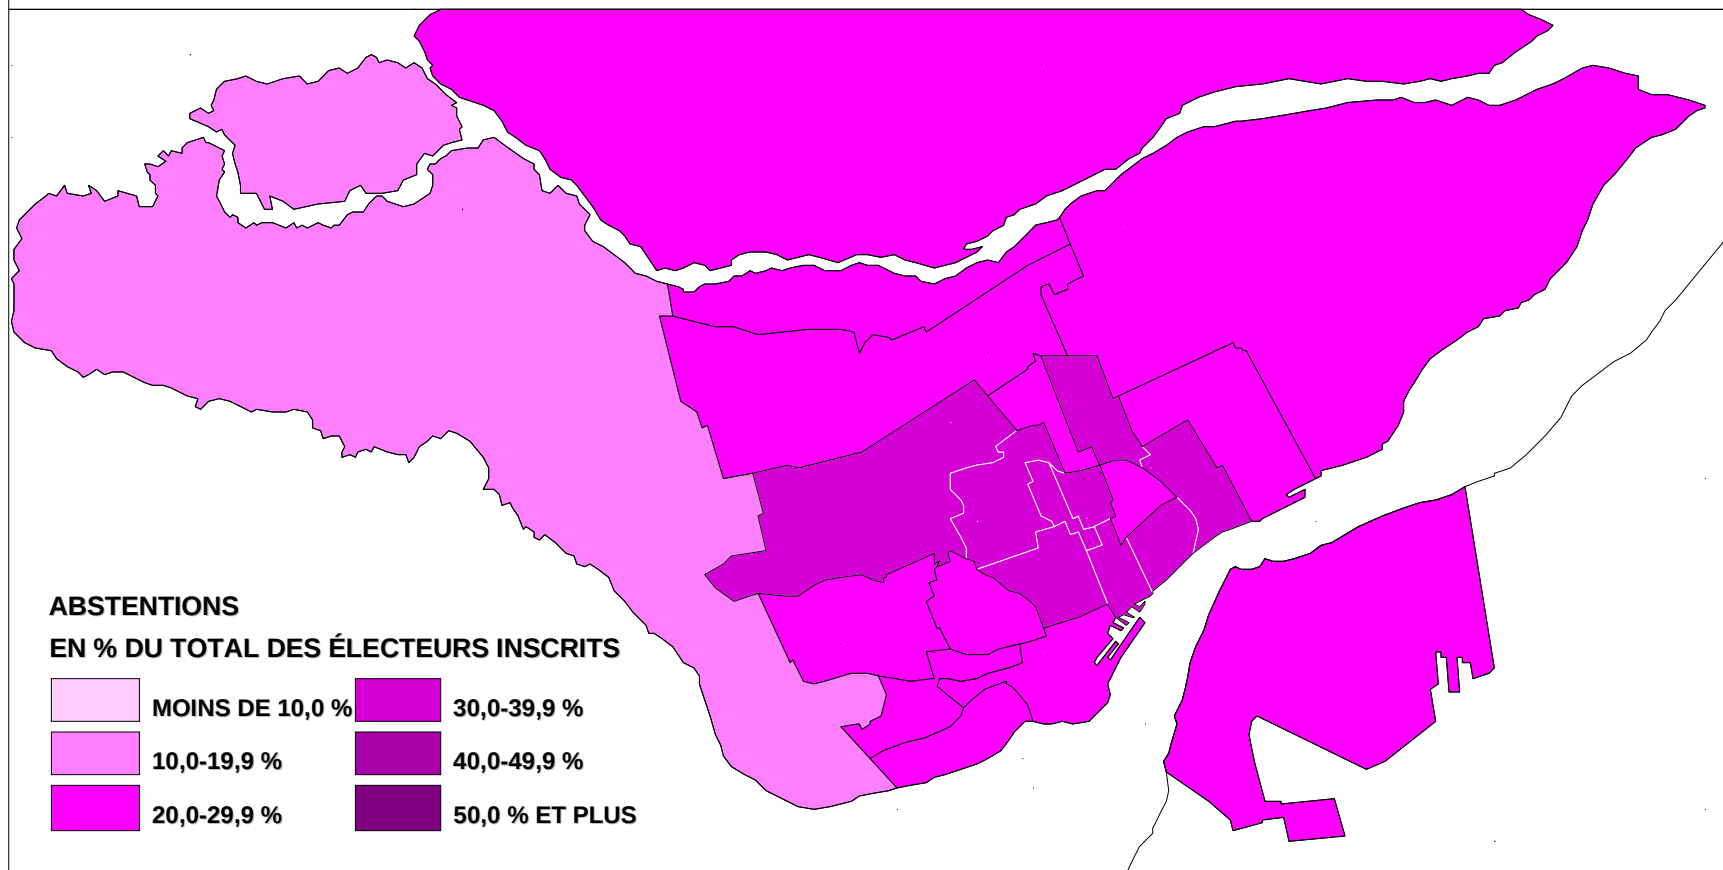 ABSTENTIONS
EN % DU TOTAL DES ÉLECTEURS INSCRITS
MOINS DE 10,0 %
10,0-19,9 %
20,0-29,9 %
30,0-39,9 %
40,0-49,9 %
50,0 % ET PLUS